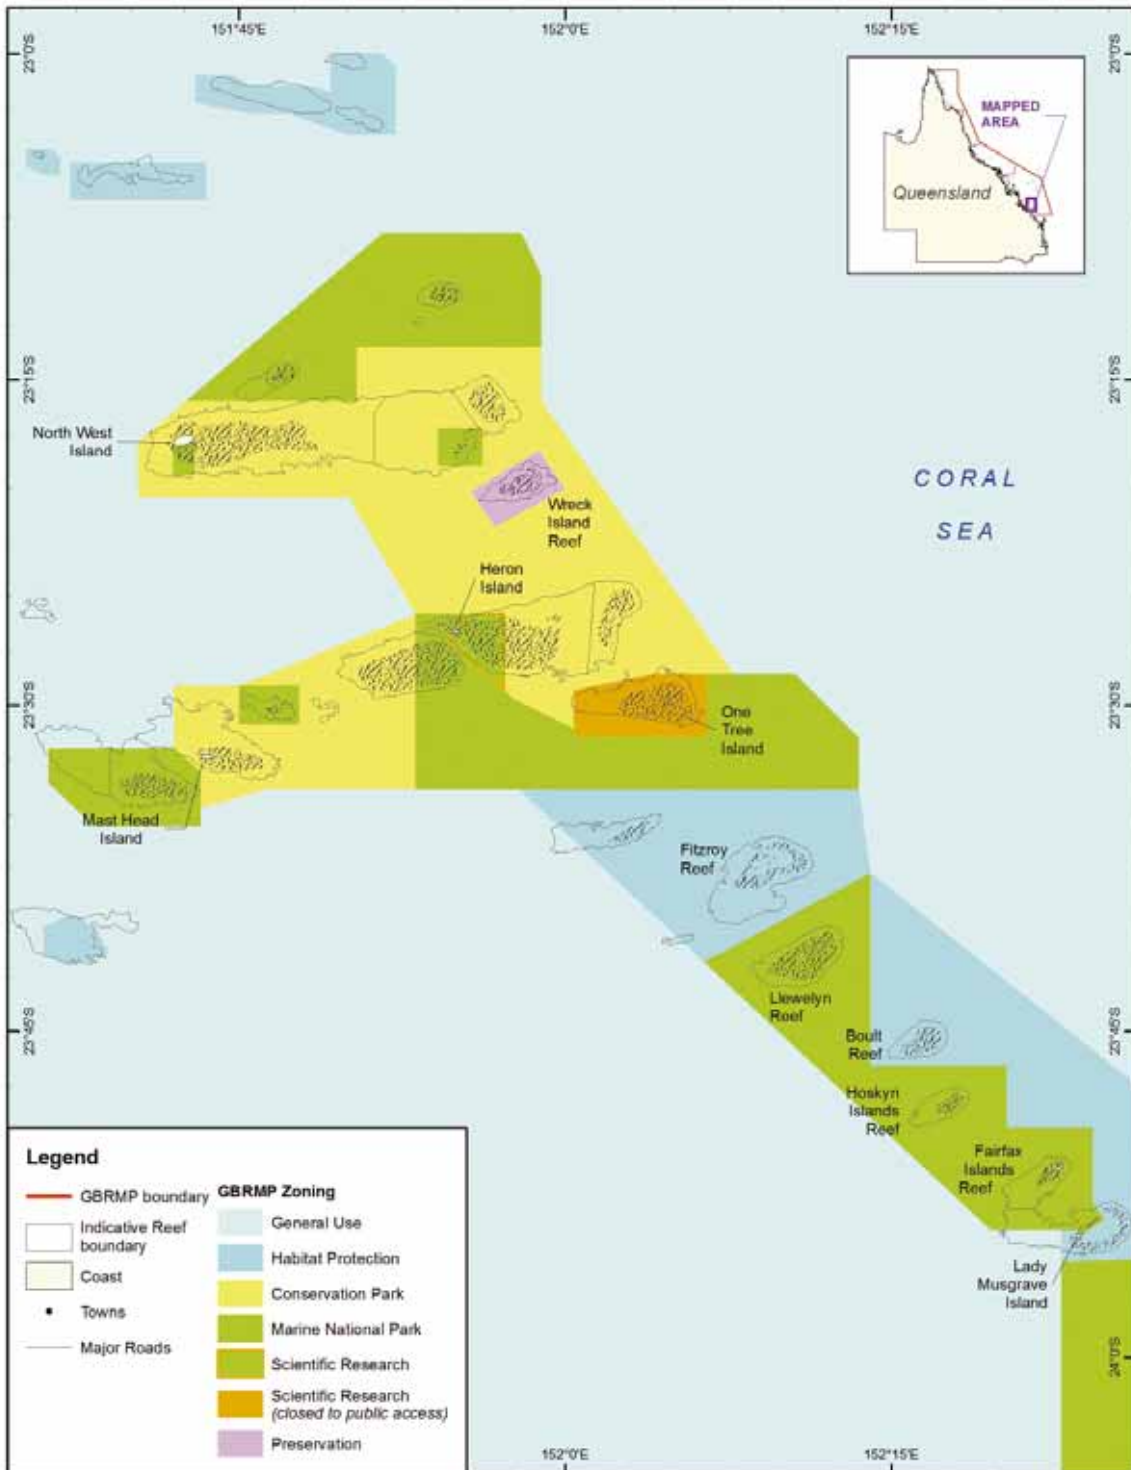 151°45'E
152°0'E
152°15'E
23°0'S
23°0'S
MAPPED
AREA
Queensland
23°15'S
23°15'S
North West
Island
CORAL
SEA
Wreck
Island
Reef
Heron
Island
23°30'S
23°30'S
One
Tree
Island
Mast Head
Island
Fitzroy
Reef
Llewelyn
Reef
23°45'S
23°45'S
Boult
Reef
Hoskyn
Islands
Reef
Fairfax
Islands
Reef
Lady
Musgrave
Island
24°0'S
Legend
GBRMP boundary
Indicative Reef
boundary
Coast
Towns
Major Roads
GBRMP Zoning
General Use
Habitat Protection
Conservation Park
Marine National Park
Scientific Research
Scientific Research
(closed to public access)
Preservation
152°0'E
152°15'E